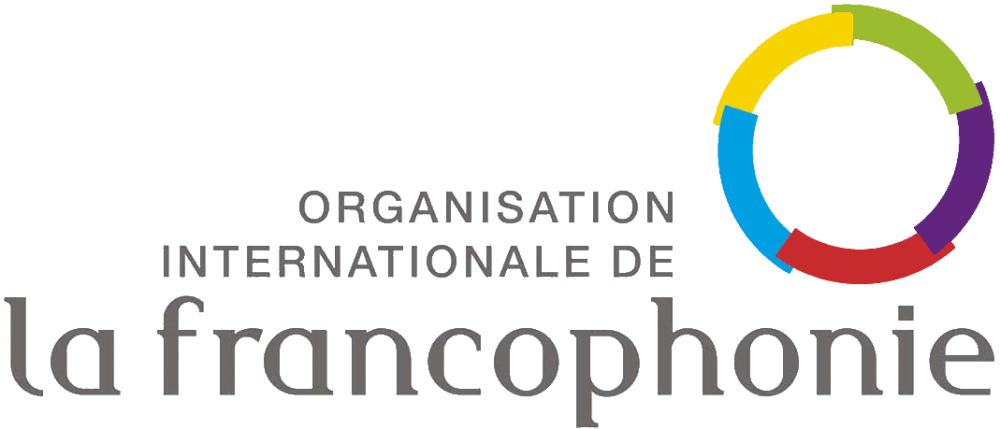 ORGANISATION
INTERNATIONALE DE
la francophonie